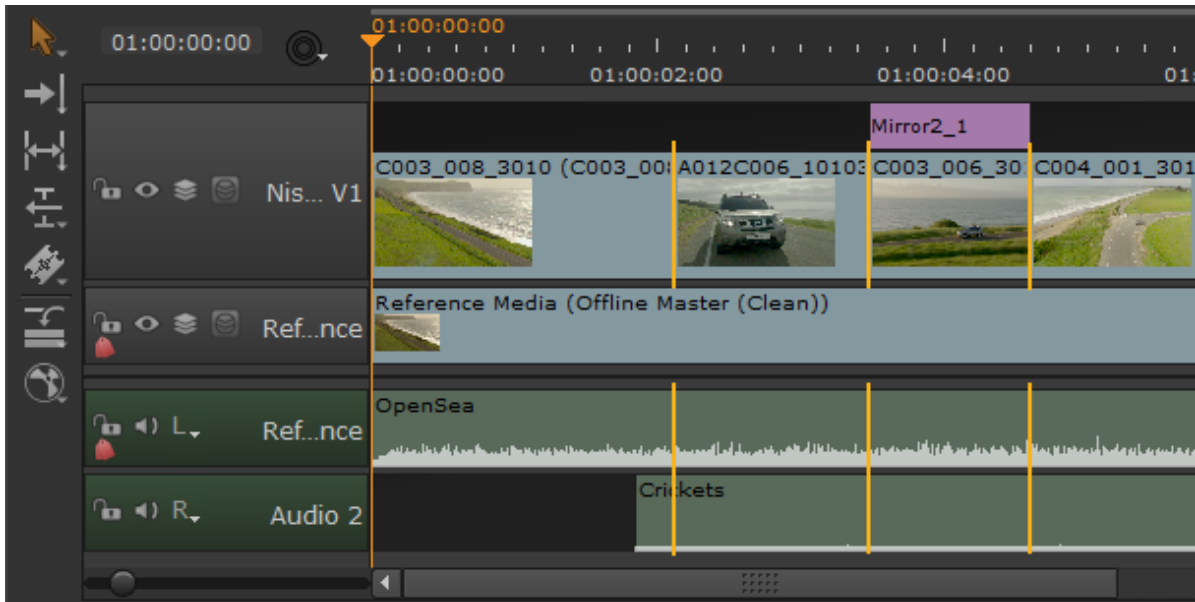 01:00:00:00
01:00:00:00
01:00:00:00 01:00:02:00 01:00:04:00 01:
Mirror2_1
Nis... V1
C003_008_3010 (C003_008 A012C006_10103 C003_006_30 C004_001_301
Ref...nce
Reference Media (Offline Master (Clean))
L Ref...nce
OpenSea
R Audio 2
Crickets